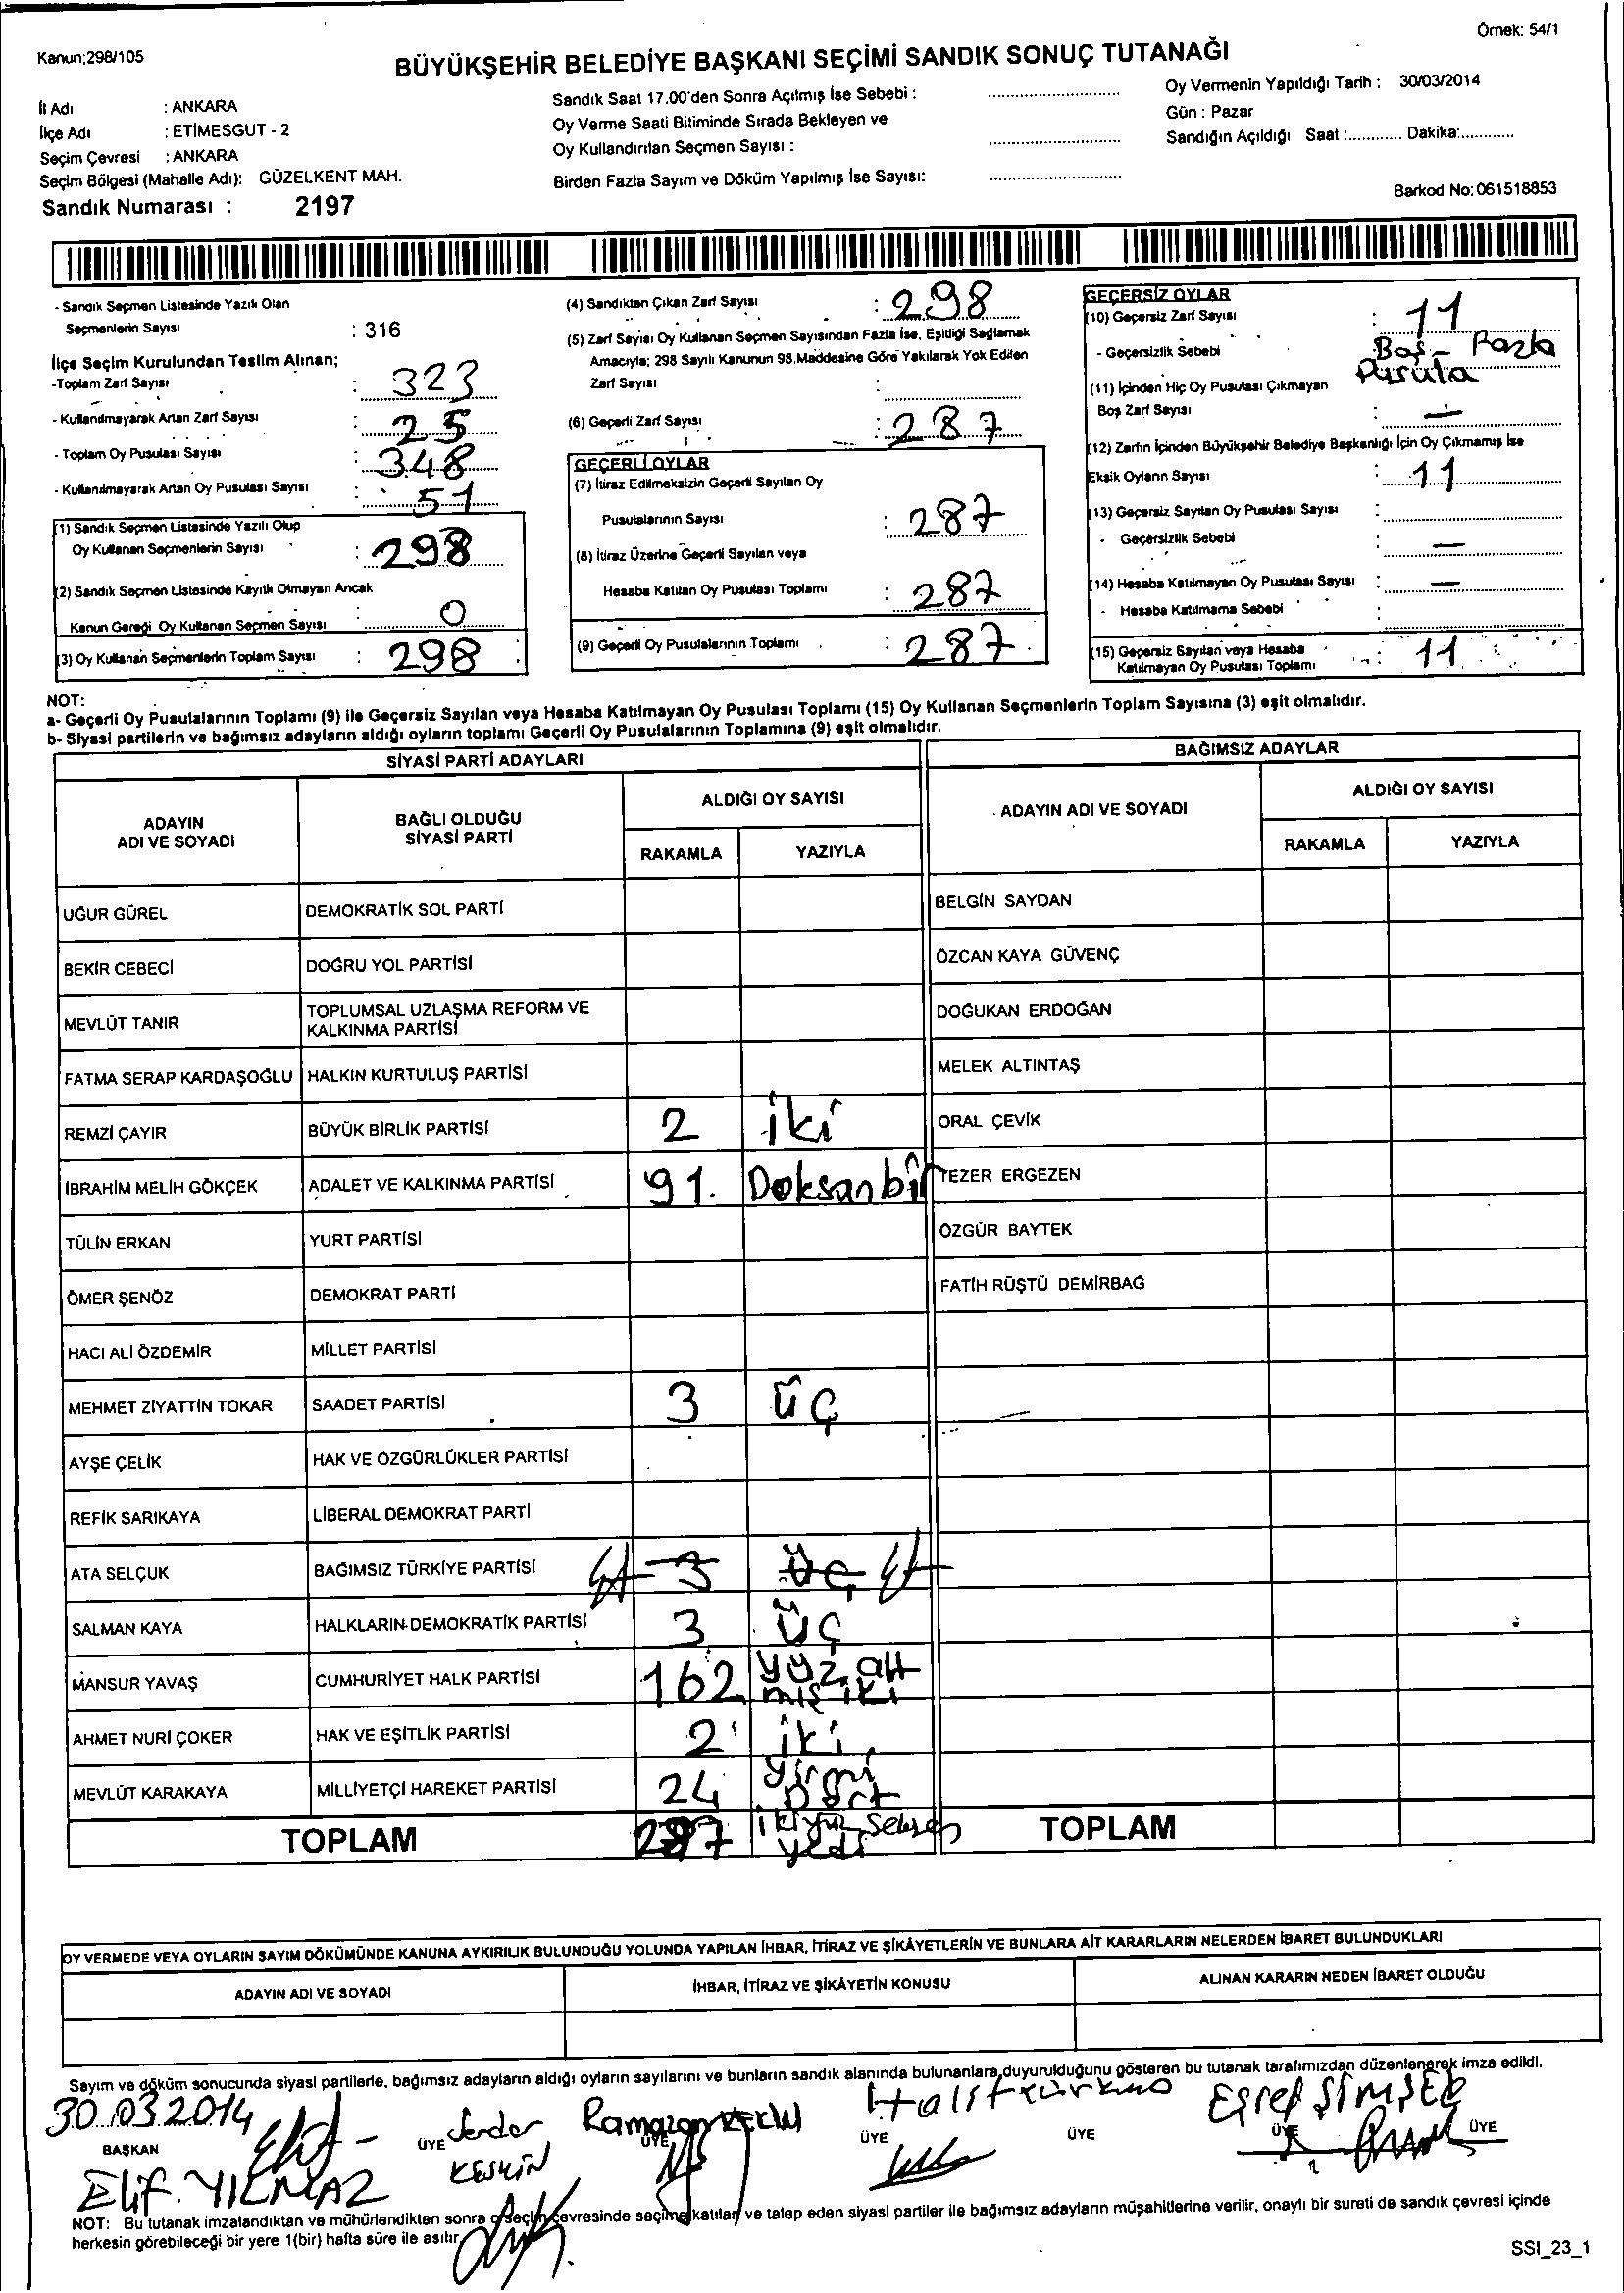 Örnek: 54/1
Kanun;298/105
BÜYÜKŞEHİR BELEDİYE BAŞKANI SEÇİMİ SANDIK SONUÇ TUTANAĞI
İl Adı : ANKARA
İlçe Adı : ETİMESGUT - 2
Seçim Çevresi : ANKARA
Seçim Bölgesi (Mahalle Adı): GÜZELKENT MAH.
Sandık Numarası : 2197
Sandık Saat 17.00'den Sonra Açılmış İse Sebebi :
Oy Verme Saati Bitiminde Sırada Bekleyen ve
Oy Kullandırılan Seçmen Sayısı :
Birden Fazla Sayım ve Döküm Yapılmış İse Sayısı:
Oy Vermenin Yapıldığı Tarih : 30/03/2014
Gün : Pazar
Sandığın Açıldığı Saat :............ Dakika:............
Barkod No: 061518853
- Sandık Seçmen Listesinde Yazılı Olan
Seçmenlerin Sayısı : 316
İlçe Seçim Kurulundan Teslim Alınan;
-Toplam Zarf Sayısı : 323
- Kullanılmayarak Artan Zarf Sayısı : 25
- Toplam Oy Pusulası Sayısı : 348
- Kullanılmayarak Artan Oy Pusulası Sayısı : 51
(1) Sandık Seçmen Listesinde Yazılı Olup
Oy Kullanan Seçmenlerin Sayısı : 298
(2) Sandık Seçmen Listesinde Kayıtlı Olmayan Ancak
Kanun Gereği Oy Kullanan Seçmen Sayısı : 0
(3) Oy Kullanan Seçmenlerin Toplam Sayısı : 298
(4) Sandıktan Çıkan Zarf Sayısı : 298
(5) Zarf Sayısı Oy Kullanan Seçmen Sayısından Fazla İse, Eşitliği Sağlamak
Amacıyla; 298 Sayılı Kanunun 98.Maddesine Göre Yakılarak Yok Edilen
Zarf Sayısı :
(6) Geçerli Zarf Sayısı : 287
GEÇERLİ OYLAR
(7) İtiraz Edilmeksizin Geçerli Sayılan Oy
Pusulalarının Sayısı : 287
(8) İtiraz Üzerine Geçerli Sayılan veya
Hesaba Katılan Oy Pusulası Toplamı : 287
(9) Geçerli Oy Pusulalarının Toplamı : 287
GEÇERSİZ OYLAR
(10) Geçersiz Zarf Sayısı : 11
- Geçersizlik Sebebi Boş - Fazla
Pusula
(11) İçinden Hiç Oy Pusulası Çıkmayan
Boş Zarf Sayısı : —
(12) Zarfın İçinden Büyükşehir Belediye Başkanlığı İçin Oy Çıkmamış İse
Eksik Oyların Sayısı : 11
(13) Geçersiz Sayılan Oy Pusulası Sayısı :
- Geçersizlik Sebebi : —
(14) Hesaba Katılmayan Oy Pusulası Sayısı : —
- Hesaba Katılmama Sebebi :
(15) Geçersiz Sayılan veya Hesaba
Katılmayan Oy Pusulası Toplamı : 11
NOT:
a- Geçerli Oy Pusulalarının Toplamı (9) ile Geçersiz Sayılan veya Hesaba Katılmayan Oy Pusulası Toplamı (15) Oy Kullanan Seçmenlerin Toplam Sayısına (3) eşit olmalıdır.
b- Siyasi partilerin ve bağımsız adayların aldığı oyların toplamı Geçerli Oy Pusulalarının Toplamına (9) eşit olmalıdır.
SİYASİ PARTİ ADAYLARI
ADAYIN ADI VE SOYADI
BAĞLI OLDUĞU SİYASİ PARTİ
ALDIĞI OY SAYISI
RAKAMLA YAZIYLA
UĞUR GÜREL DEMOKRATİK SOL PARTİ
BEKİR CEBECİ DOĞRU YOL PARTİSİ
MEVLÜT TANIR TOPLUMSAL UZLAŞMA REFORM VE KALKINMA PARTİSİ
FATMA SERAP KARDAŞOĞLU HALKIN KURTULUŞ PARTİSİ
REMZİ ÇAYIR BÜYÜK BİRLİK PARTİSİ 2 iki
İBRAHİM MELİH GÖKÇEK ADALET VE KALKINMA PARTİSİ 91. Doksanbir
TÜLİN ERKAN YURT PARTİSİ
ÖMER ŞENÖZ DEMOKRAT PARTİ
HACI ALİ ÖZDEMİR MİLLET PARTİSİ
MEHMET ZİYATTİN TOKAR SAADET PARTİSİ 3 üç
AYŞE ÇELİK HAK VE ÖZGÜRLÜKLER PARTİSİ
REFİK SARIKAYA LİBERAL DEMOKRAT PARTİ
ATA SELÇUK BAĞIMSIZ TÜRKİYE PARTİSİ 3 üç
SALMAN KAYA HALKLARIN DEMOKRATİK PARTİSİ 3 üç
MANSUR YAVAŞ CUMHURİYET HALK PARTİSİ 162 yüz altmış iki
AHMET NURİ ÇOKER HAK VE EŞİTLİK PARTİSİ 2 iki
MEVLÜT KARAKAYA MİLLİYETÇİ HAREKET PARTİSİ 24 Yirmi Dört
TOPLAM 287 ikiyüz seksen yedi
BAĞIMSIZ ADAYLAR
ADAYIN ADI VE SOYADI
ALDIĞI OY SAYISI
RAKAMLA YAZIYLA
BELGİN SAYDAN
ÖZCAN KAYA GÜVENÇ
DOĞUKAN ERDOĞAN
MELEK ALTINTAŞ
ORAL ÇEVİK
TEZER ERGEZEN
ÖZGÜR BAYTEK
FATİH RÜŞTÜ DEMİRBAĞ
TOPLAM
OY VERMEDE VEYA OYLARIN SAYIM DÖKÜMÜNDE KANUNA AYKIRILIK BULUNDUĞU YOLUNDA YAPILAN İHBAR, İTİRAZ VE ŞİKÂYETLERİN VE BUNLARA AİT KARARLARIN NELERDEN İBARET BULUNDUKLARI
ADAYIN ADI VE SOYADI
İHBAR, İTİRAZ VE ŞİKÂYETİN KONUSU
ALINAN KARARIN NEDEN İBARET OLDUĞU
Sayım ve döküm sonucunda siyasi partilerle, bağımsız adayların aldığı oyların sayılarını ve bunların sandık alanında bulunanlara duyurulduğunu gösteren bu tutanak tarafımızdan düzenlenerek imza edildi.
30.03.2014
BAŞKAN ÜYE ÜYE ÜYE ÜYE ÜYE ÜYE
Elif YILMAZ
Serdar KESKİN
Ramazan
Halit
Eşref ŞİMŞEK
NOT: Bu tutanak imzalandıktan ve mühürlendikten sonra o seçim çevresinde seçime katılan ve talep eden siyasi partiler ile bağımsız adayların müşahitlerine verilir, onaylı bir sureti de sandık çevresi içinde
herkesin görebileceği bir yere 1(bir) hafta süre ile asılır.
SSI_23_1